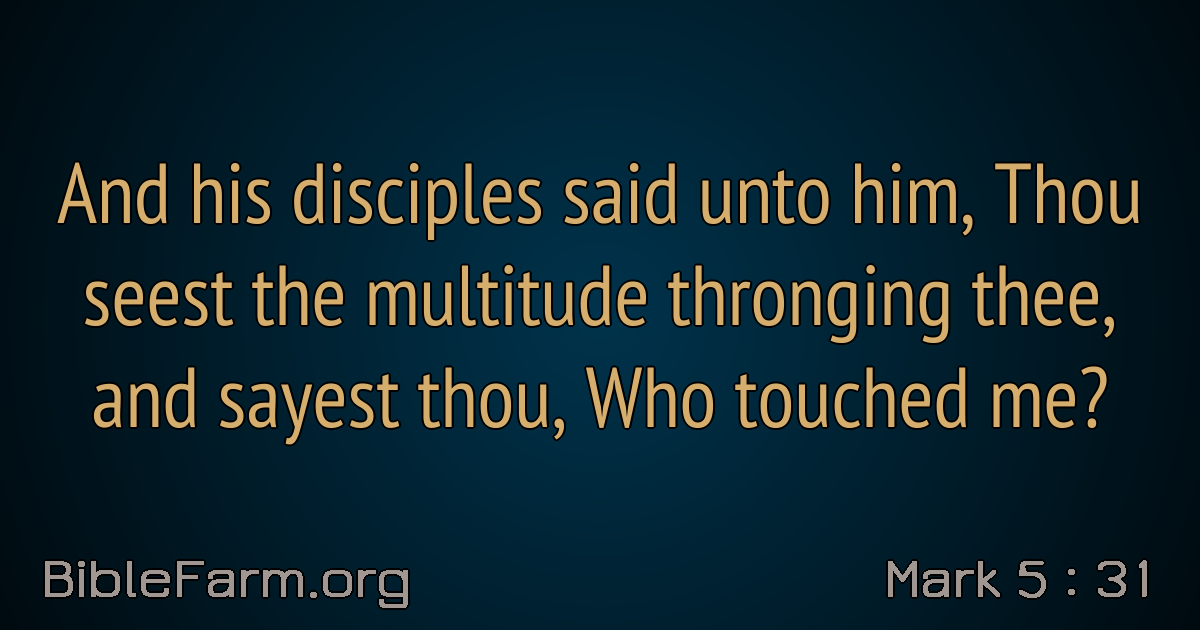 And his disciples said unto him, Thou
seest the multitude thronging thee,
and sayest thou, Who touched me?
BibleFarm.org
Mark 5 : 31